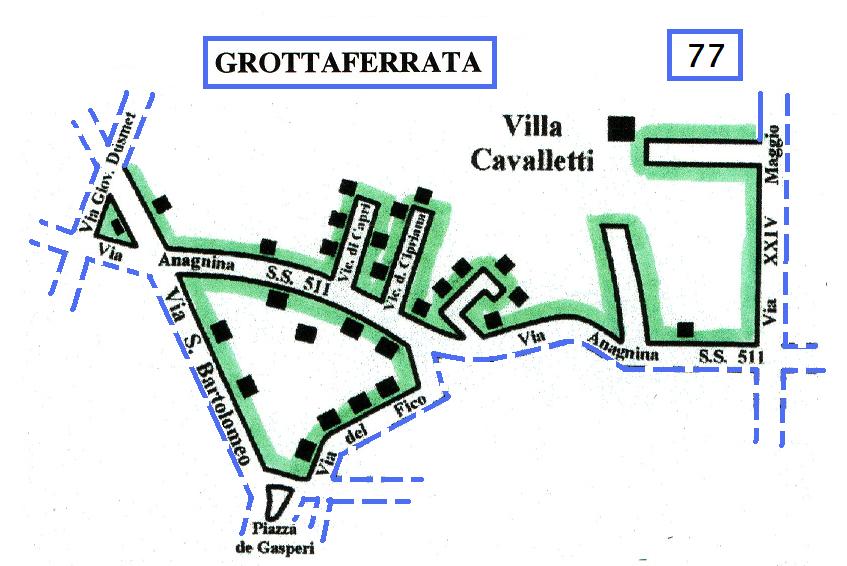 GROTTAFERRATA
77
Villa
Cavalletti
Via Giov. Dusmet
Via
Anagnina
S.S. 511
Vic. di Capri
Vic. d. Cipriana
Via
Anagnina
S.S. 511
Via XXIV Maggio
Via S. Bartolomeo
Via del Fico
Piazza
de Gasperi